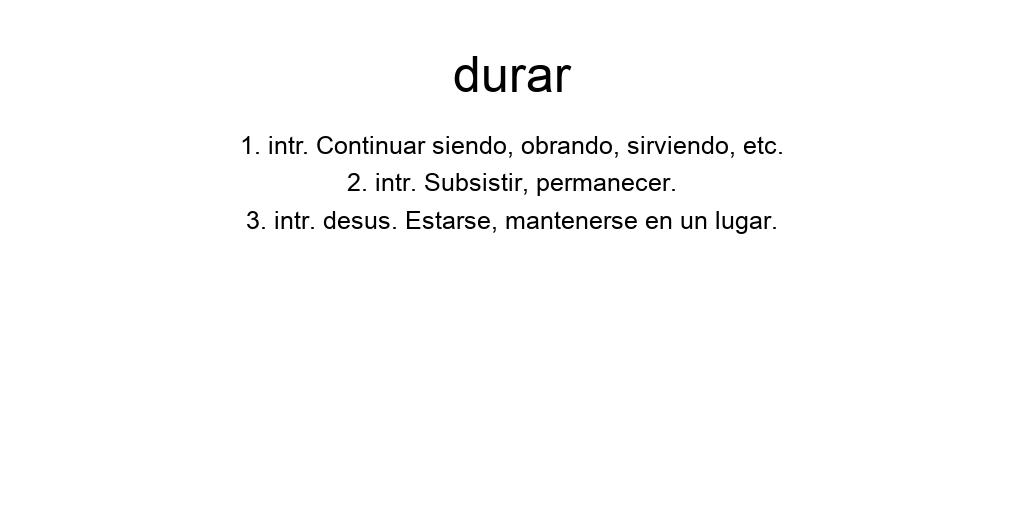 durar
1. intr. Continuar siendo, obrando, sirviendo, etc.
2. intr. Subsistir, permanecer.
3. intr. desus. Estarse, mantenerse en un lugar.